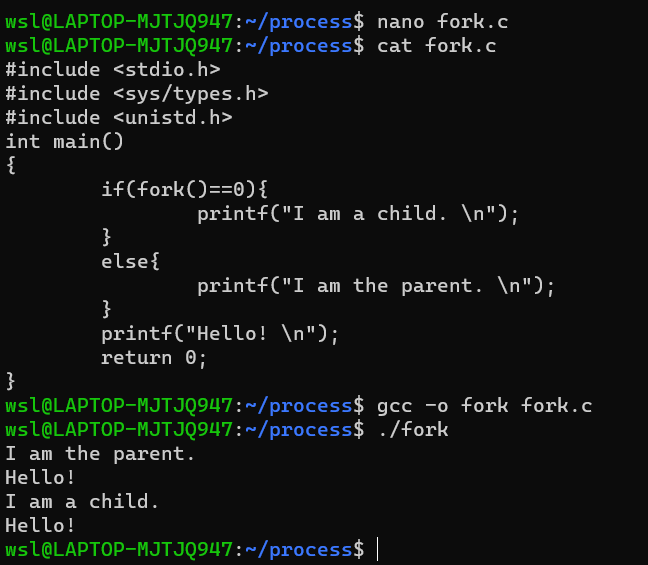 wsl@LAPTOP-MJTJQ947:~/process$ nano fork.c
wsl@LAPTOP-MJTJQ947:~/process$ cat fork.c
#include <stdio.h>
#include <sys/types.h>
#include <unistd.h>
int main()
{
        if(fork()==0){
                printf("I am a child. \n");
        }
        else{
                printf("I am the parent. \n");
        }
        printf("Hello! \n");
        return 0;
}
wsl@LAPTOP-MJTJQ947:~/process$ gcc -o fork fork.c
wsl@LAPTOP-MJTJQ947:~/process$ ./fork
I am the parent.
Hello!
I am a child.
Hello!
wsl@LAPTOP-MJTJQ947:~/process$